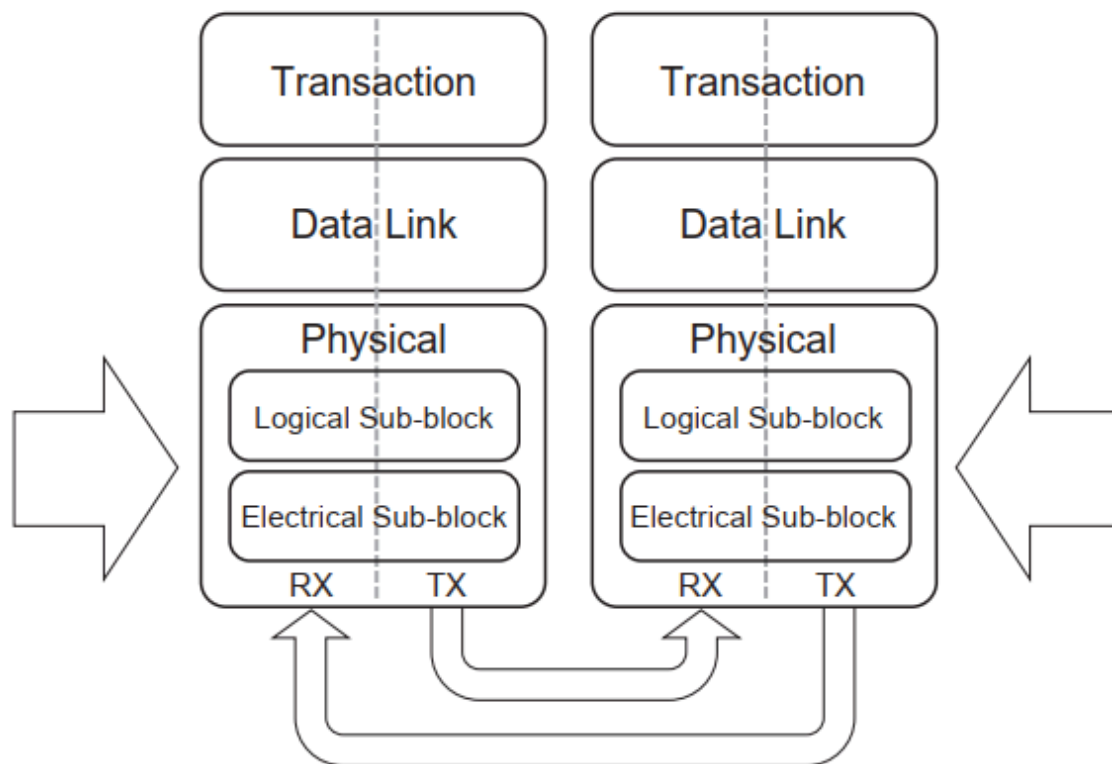 Transaction
Transaction
Data Link
Data Link
Physical
Physical
Logical Sub-block
Logical Sub-block
Electrical Sub-block
Electrical Sub-block
RX TX
RX TX